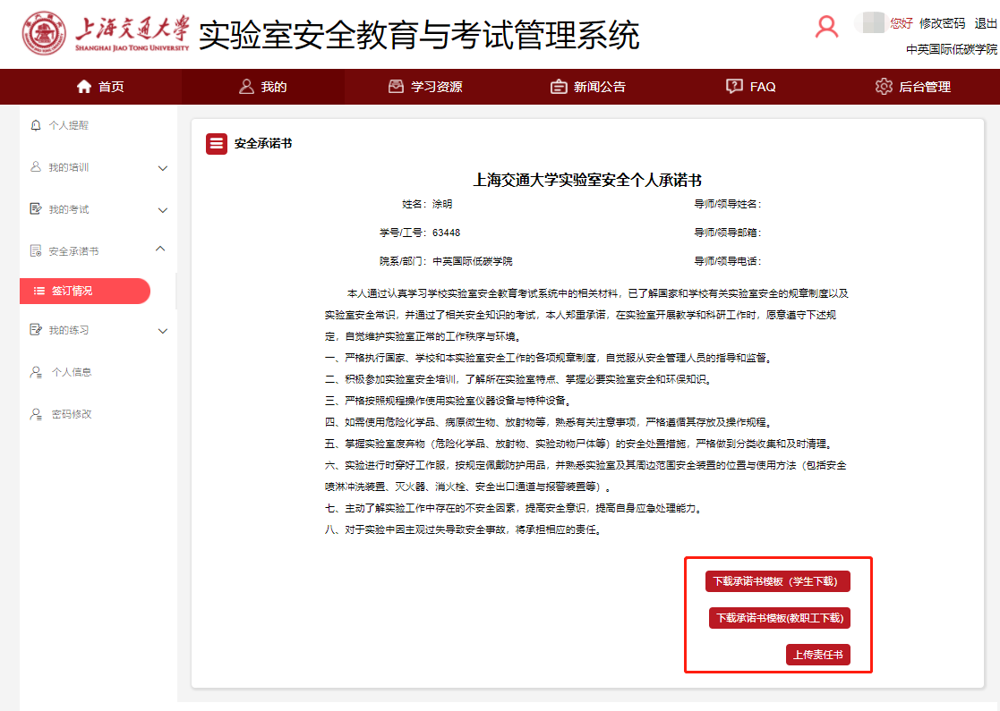 上海交通大学
SHANGHAI JIAO TONG UNIVERSITY
实验室安全教育与考试管理系统
您好 修改密码 退出
中英国际低碳学院
首页 我的 学习资源 新闻公告 FAQ 后台管理
个人提醒
我的培训
我的考试
安全承诺书
签订情况
我的练习
个人信息
密码修改
安全承诺书
上海交通大学实验室安全个人承诺书
姓名：涂明 导师/领导姓名：
学号/工号：63448 导师/领导邮箱：
院系/部门：中英国际低碳学院 导师/领导电话：
本人通过认真学习学校实验室安全教育考试系统中的相关材料，已了解国家和学校有关实验室安全的规章制度以及
实验室安全常识，并通过了相关安全知识的考试，本人郑重承诺，在实验室开展教学和科研工作时，愿意遵守下述规
定，自觉维护实验室正常的工作秩序与环境。
一、严格执行国家、学校和本实验室安全工作的各项规章制度，自觉服从安全管理人员的指导和监督。
二、积极参加实验室安全培训，了解所在实验室特点、掌握必要实验室安全和环保知识。
三、严格按照规程操作使用实验室仪器设备与特种设备。
四、如需使用危险化学品、病原微生物、放射物等，熟悉有关注意事项，严格遵循其存放及操作规程。
五、掌握实验室废弃物（危险化学品、放射物、实验动物尸体等）的安全处置措施，严格做到分类收集和及时清理。
六、实验进行时穿好工作服，按规定佩戴防护用品，并熟悉实验室及其周边范围安全装置的位置与使用方法（包括安全
喷淋冲洗装置、灭火器、消火栓、安全出口通道与报警装置等）。
七、主动了解实验工作中存在的不安全因素，提高安全意识，提高自身应急处理能力。
八、对于实验中因主观过失导致安全事故，将承担相应的责任。
下载承诺书模板（学生下载）
下载承诺书模板(教职工下载)
上传责任书